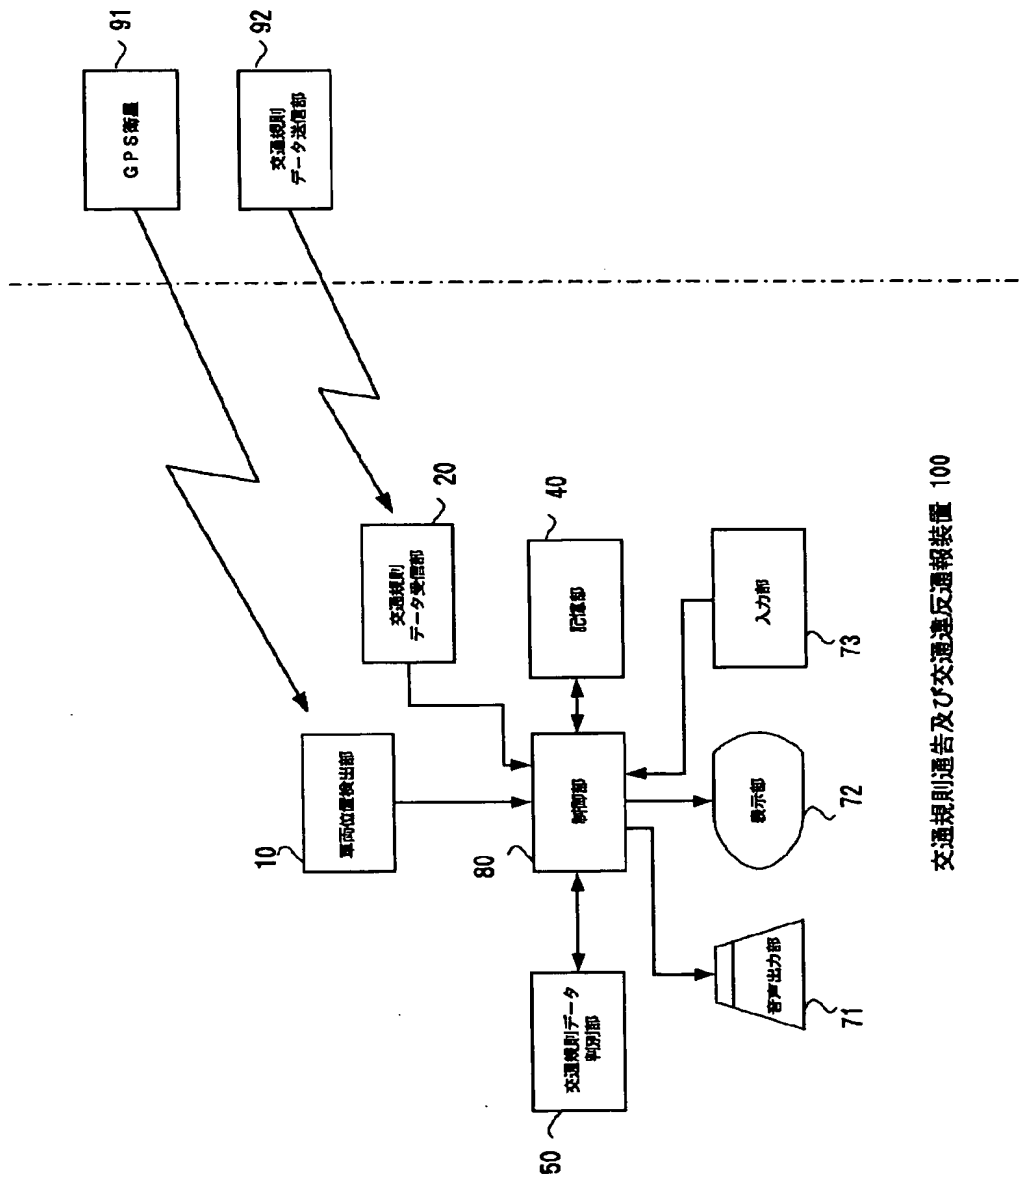 91
GPS衛星
92
交通規則
データ送信部
10
車両位置検出部
20
交通規則
データ受信部
80
制御部
40
記憶部
50
交通規則データ
判別部
71
音声出力部
72
表示部
73
入力部
交通規則通告及び交通違反通報装置 100